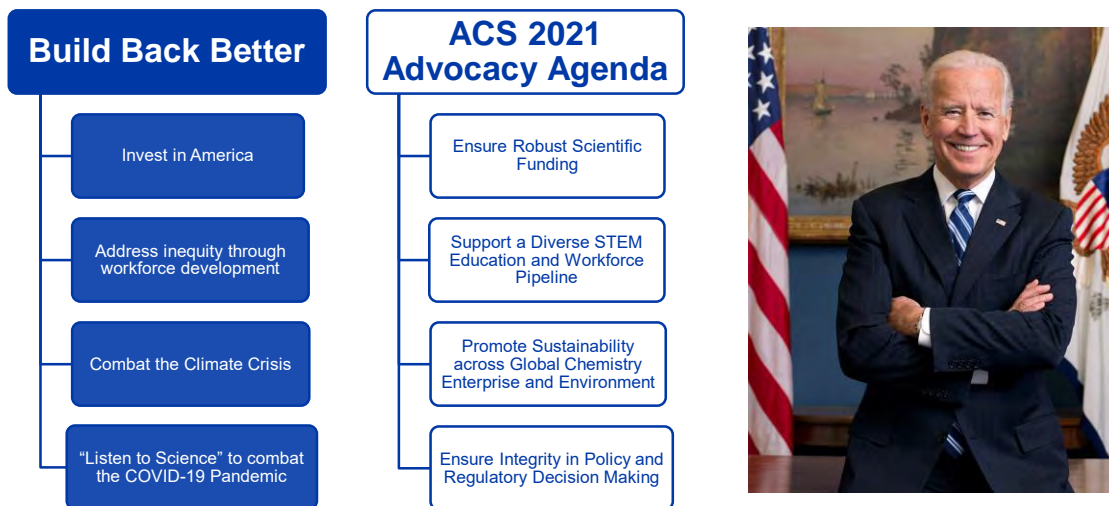 Build Back Better
Invest in America
Address inequity through
workforce development
Combat the Climate Crisis
“Listen to Science” to combat
the COVID-19 Pandemic
ACS 2021
Advocacy Agenda
Ensure Robust Scientific
Funding
Support a Diverse STEM
Education and Workforce
Pipeline
Promote Sustainability
across Global Chemistry
Enterprise and Environment
Ensure Integrity in Policy and
Regulatory Decision Making